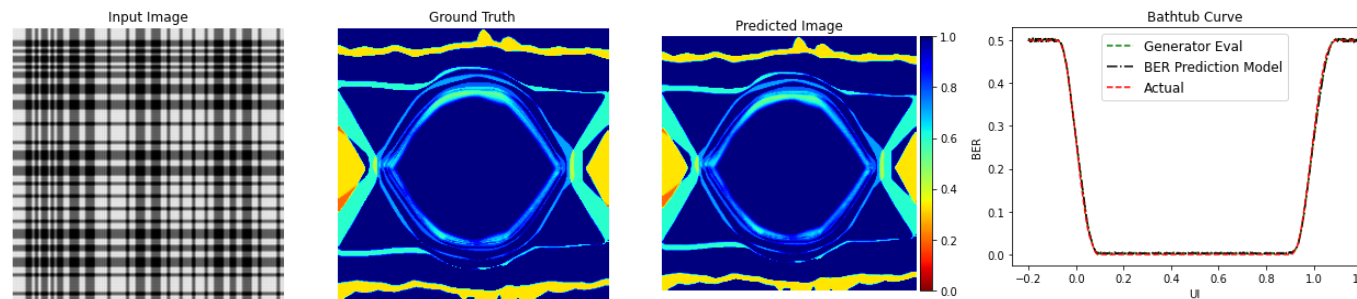 Input Image
Ground Truth
Predicted Image
1.0
0.8
0.6
0.4
0.2
0.0
Bathtub Curve
Generator Eval
BER Prediction Model
Actual
BER
0.5
0.4
0.3
0.2
0.1
0.0
−0.2
0.0
0.2
0.4
0.6
0.8
1.0
UI